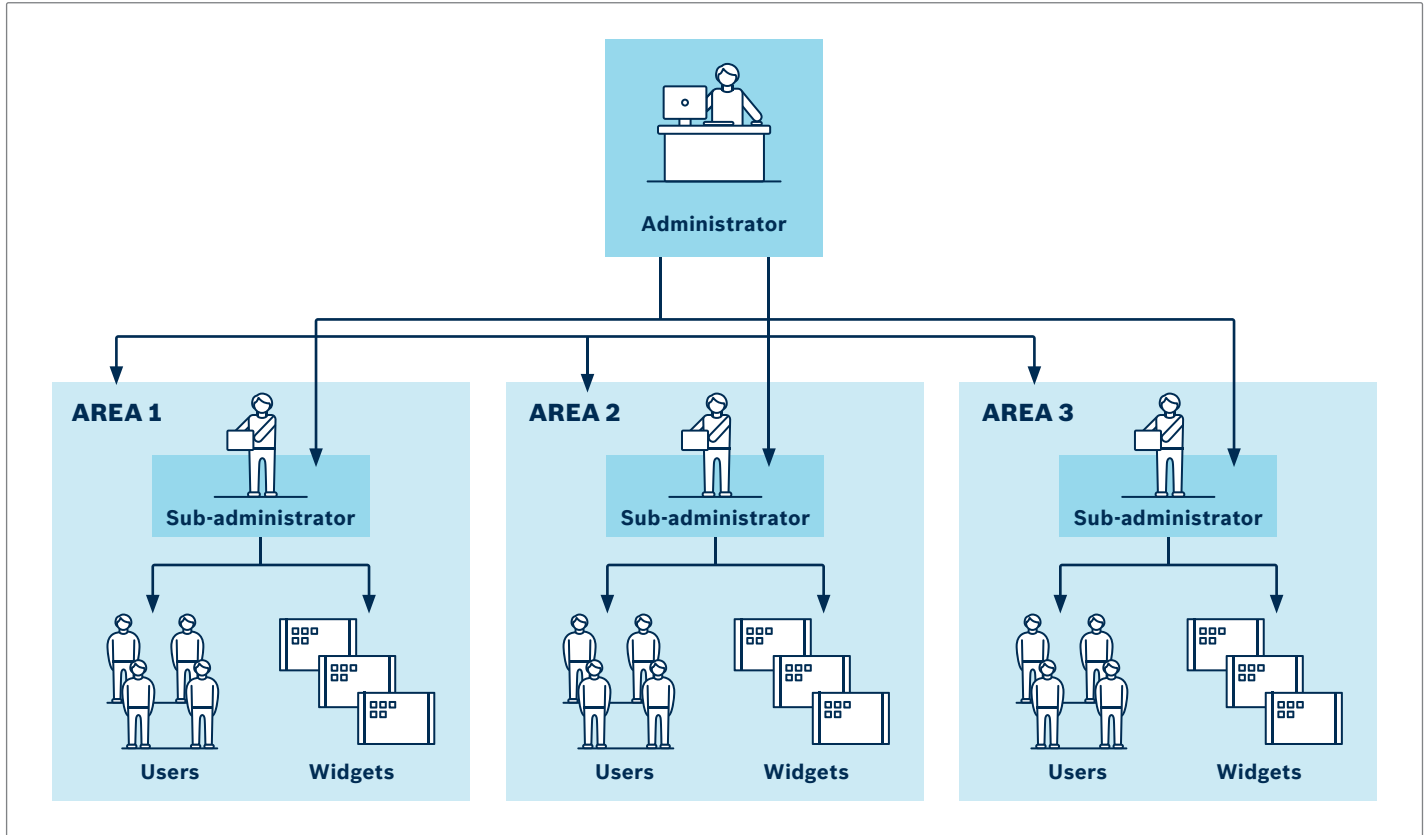 Administrator
AREA 1
Sub-administrator
Users
Widgets
AREA 2
Sub-administrator
Users
Widgets
AREA 3
Sub-administrator
Users
Widgets